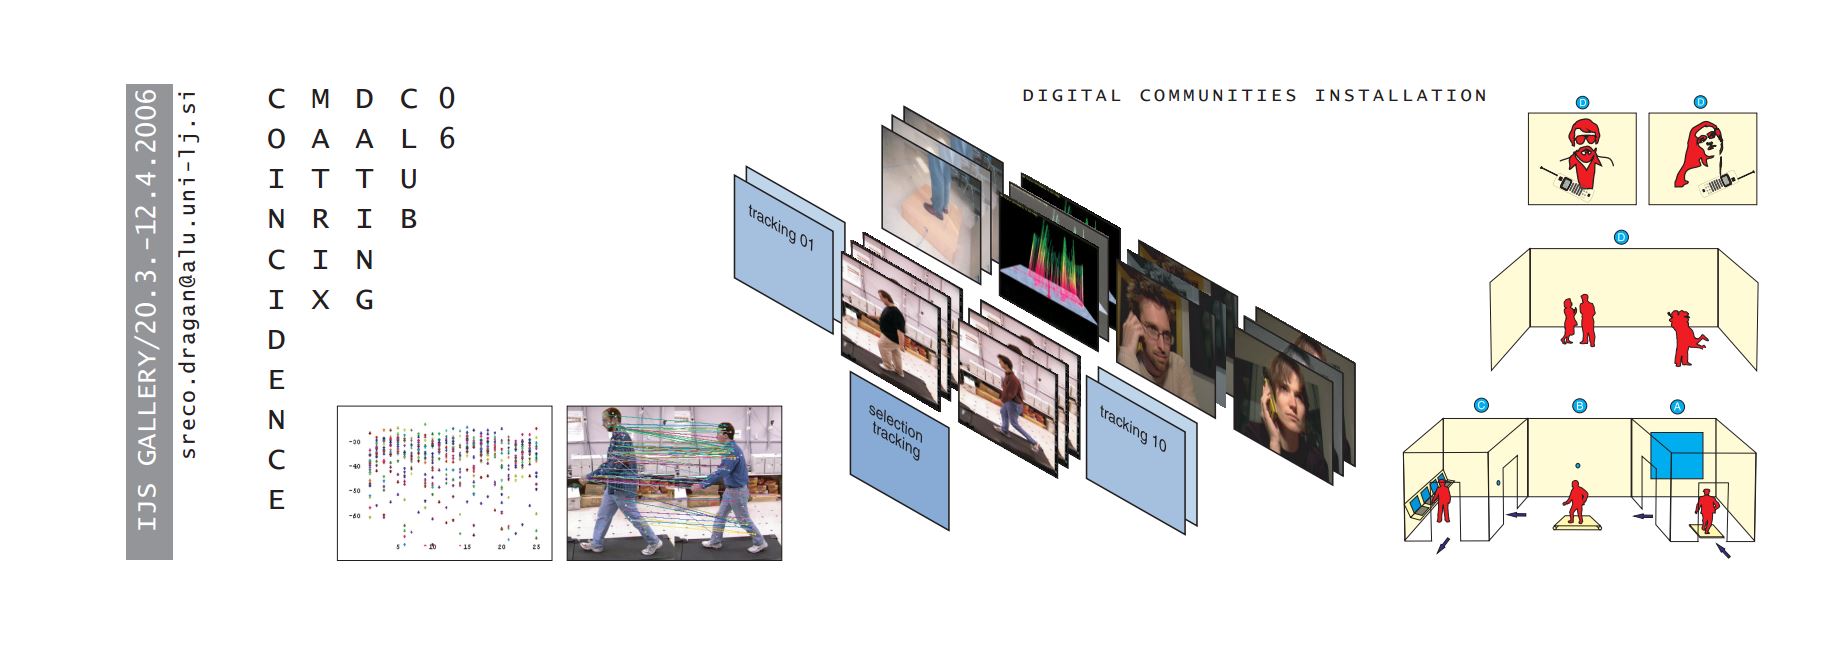 IJS GALLERY/20.3.-12.4.2006
sreco.dragan@alu.uni-lj.si
COINCIDENCE
MATRIX
DATING
CLUB
06
DIGITAL COMMUNITIES INSTALLATION
tracking 01
selection
tracking
tracking 10
D
D
D
C
B
A
-20
-40
-50
-60
5
10
15
20
25